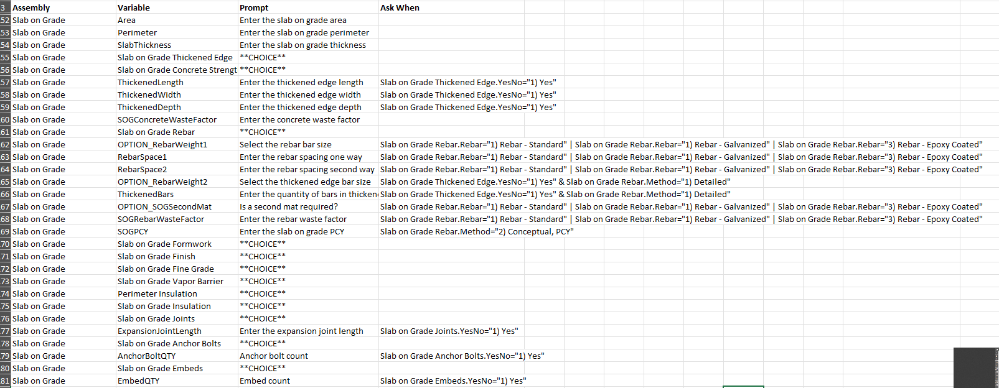 3 Assembly Variable Prompt Ask When
52 Slab on Grade Area Enter the slab on grade area
53 Slab on Grade Perimeter Enter the slab on grade perimeter
54 Slab on Grade SlabThickness Enter the slab on grade thickness
55 Slab on Grade Slab on Grade Thickened Edge **CHOICE**
56 Slab on Grade Slab on Grade Concrete Strengt **CHOICE**
57 Slab on Grade ThickenedLength Enter the thickened edge length Slab on Grade Thickened Edge.YesNo="1) Yes"
58 Slab on Grade ThickenedWidth Enter the thickened edge width Slab on Grade Thickened Edge.YesNo="1) Yes"
59 Slab on Grade ThickenedDepth Enter the thickened edge depth Slab on Grade Thickened Edge.YesNo="1) Yes"
60 Slab on Grade SOGConcreteWasteFactor Enter the concrete waste factor
61 Slab on Grade Slab on Grade Rebar **CHOICE**
62 Slab on Grade OPTION_RebarWeight1 Select the rebar bar size Slab on Grade Rebar.Rebar="1) Rebar - Standard" | Slab on Grade Rebar.Rebar="1) Rebar - Galvanized" | Slab on Grade Rebar.Rebar="3) Rebar - Epoxy Coated"
63 Slab on Grade RebarSpace1 Enter the rebar spacing one way Slab on Grade Rebar.Rebar="1) Rebar - Standard" | Slab on Grade Rebar.Rebar="1) Rebar - Galvanized" | Slab on Grade Rebar.Rebar="3) Rebar - Epoxy Coated"
64 Slab on Grade RebarSpace2 Enter the rebar spacing second way Slab on Grade Rebar.Rebar="1) Rebar - Standard" | Slab on Grade Rebar.Rebar="1) Rebar - Galvanized" | Slab on Grade Rebar.Rebar="3) Rebar - Epoxy Coated"
65 Slab on Grade OPTION_RebarWeight2 Select the thickened edge bar size Slab on Grade Thickened Edge.YesNo="1) Yes" & Slab on Grade Rebar.Method="1) Detailed"
66 Slab on Grade ThickenedBars Enter the quantity of bars in thicken Slab on Grade Thickened Edge.YesNo="1) Yes" & Slab on Grade Rebar.Method="1) Detailed"
67 Slab on Grade OPTION_SOGSecondMat Is a second mat required? Slab on Grade Rebar.Rebar="1) Rebar - Standard" | Slab on Grade Rebar.Rebar="1) Rebar - Galvanized" | Slab on Grade Rebar.Rebar="3) Rebar - Epoxy Coated"
68 Slab on Grade SOGRebarWasteFactor Enter the rebar waste factor Slab on Grade Rebar.Rebar="1) Rebar - Standard" | Slab on Grade Rebar.Rebar="1) Rebar - Galvanized" | Slab on Grade Rebar.Rebar="3) Rebar - Epoxy Coated"
69 Slab on Grade SOGPCY Enter the slab on grade PCY Slab on Grade Rebar.Method="2) Conceptual, PCY"
70 Slab on Grade Slab on Grade Formwork **CHOICE**
71 Slab on Grade Slab on Grade Finish **CHOICE**
72 Slab on Grade Slab on Grade Fine Grade **CHOICE**
73 Slab on Grade Slab on Grade Vapor Barrier **CHOICE**
74 Slab on Grade Perimeter Insulation **CHOICE**
75 Slab on Grade Slab on Grade Insulation **CHOICE**
76 Slab on Grade Slab on Grade Joints **CHOICE**
77 Slab on Grade ExpansionJointLength Enter the expansion joint length Slab on Grade Joints.YesNo="1) Yes"
78 Slab on Grade Slab on Grade Anchor Bolts **CHOICE**
79 Slab on Grade AnchorBoltQTY Anchor bolt count Slab on Grade Anchor Bolts.YesNo="1) Yes"
80 Slab on Grade Slab on Grade Embeds **CHOICE**
81 Slab on Grade EmbedQTY Embed count Slab on Grade Embeds.YesNo="1) Yes"